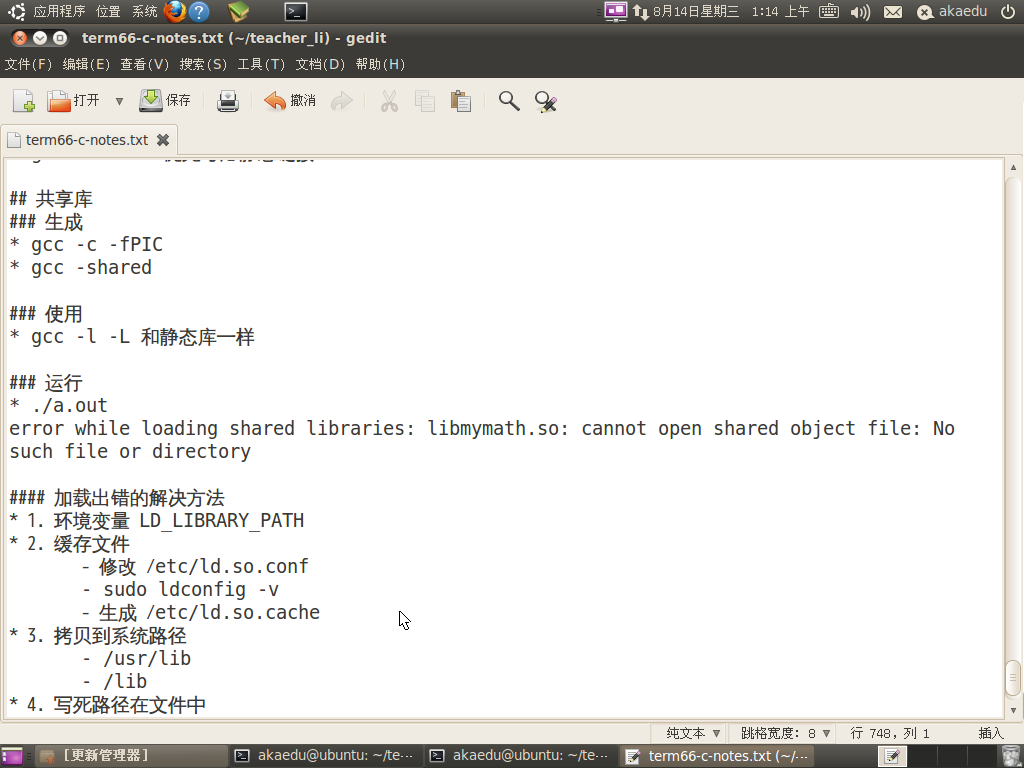 应用程序 位置 系统 8月14日星期三 1:14 上午 akaedu
term66-c-notes.txt (~/teacher_li) - gedit
文件(F) 编辑(E) 查看(V) 搜索(S) 工具(T) 文档(D) 帮助(H)
打开 保存 撤消
term66-c-notes.txt
## 共享库
### 生成
* gcc -c -fPIC
* gcc -shared
### 使用
* gcc -l -L 和静态库一样
### 运行
* ./a.out
error while loading shared libraries: libmymath.so: cannot open shared object file: No
such file or directory
#### 加载出错的解决方法
* 1. 环境变量 LD_LIBRARY_PATH
* 2. 缓存文件
- 修改 /etc/ld.so.conf
- sudo ldconfig -v
- 生成 /etc/ld.so.cache
* 3. 拷贝到系统路径
- /usr/lib
- /lib
* 4. 写死路径在文件中
纯文本 跳格宽度: 8 行 748, 列 1 插入
[更新管理器] akaedu@ubuntu: ~/te··· akaedu@ubuntu: ~/te··· term66-c-notes.txt (~/···